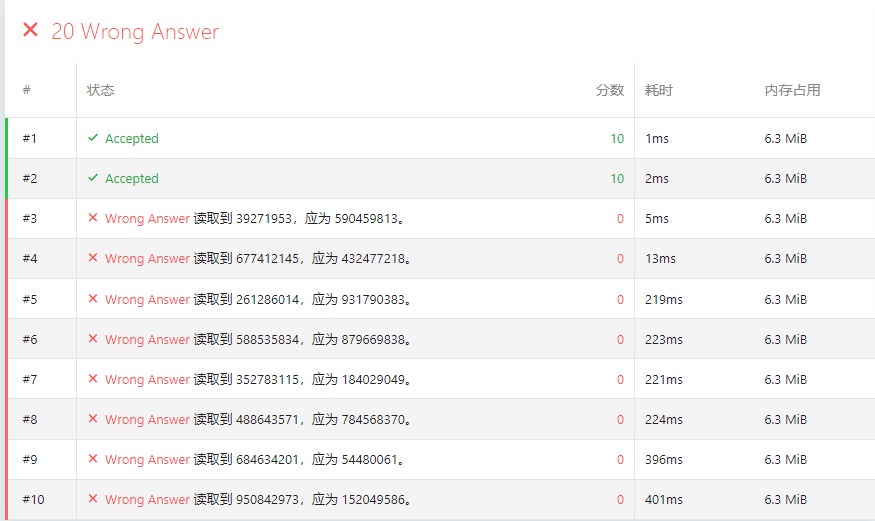 ✕ 20 Wrong Answer
# 状态 分数 耗时 内存占用
#1 ✓ Accepted 10 1ms 6.3 MiB
#2 ✓ Accepted 10 2ms 6.3 MiB
#3 ✕ Wrong Answer 读取到 39271953，应为 590459813。 0 5ms 6.3 MiB
#4 ✕ Wrong Answer 读取到 677412145，应为 432477218。 0 13ms 6.3 MiB
#5 ✕ Wrong Answer 读取到 261286014，应为 931790383。 0 219ms 6.3 MiB
#6 ✕ Wrong Answer 读取到 588535834，应为 879669838。 0 223ms 6.3 MiB
#7 ✕ Wrong Answer 读取到 352783115，应为 184029049。 0 221ms 6.3 MiB
#8 ✕ Wrong Answer 读取到 488643571，应为 784568370。 0 224ms 6.3 MiB
#9 ✕ Wrong Answer 读取到 684634201，应为 54480061。 0 396ms 6.3 MiB
#10 ✕ Wrong Answer 读取到 950842973，应为 152049586。 0 401ms 6.3 MiB